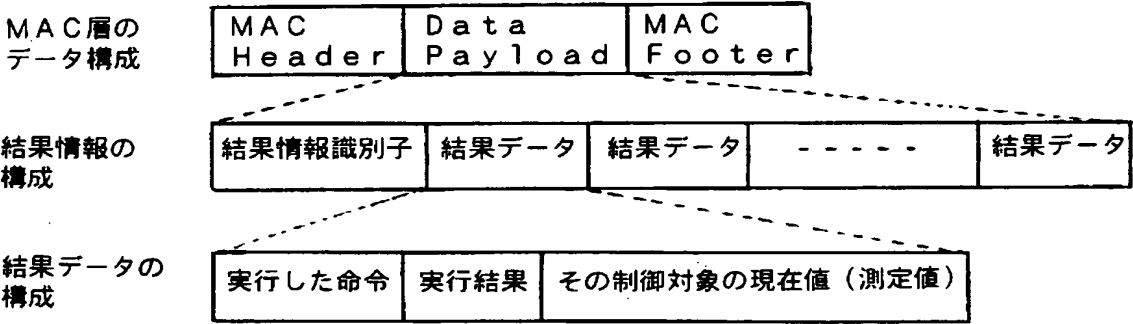 ＭＡＣ層の
データ構成
ＭＡＣ
Ｈｅａｄｅｒ
Ｄａｔａ
Ｐａｙｌｏａｄ
ＭＡＣ
Ｆｏｏｔｅｒ
結果情報の
構成
結果情報識別子
結果データ
結果データ
-----
結果データ
結果データの
構成
実行した命令
実行結果
その制御対象の現在値（測定値）